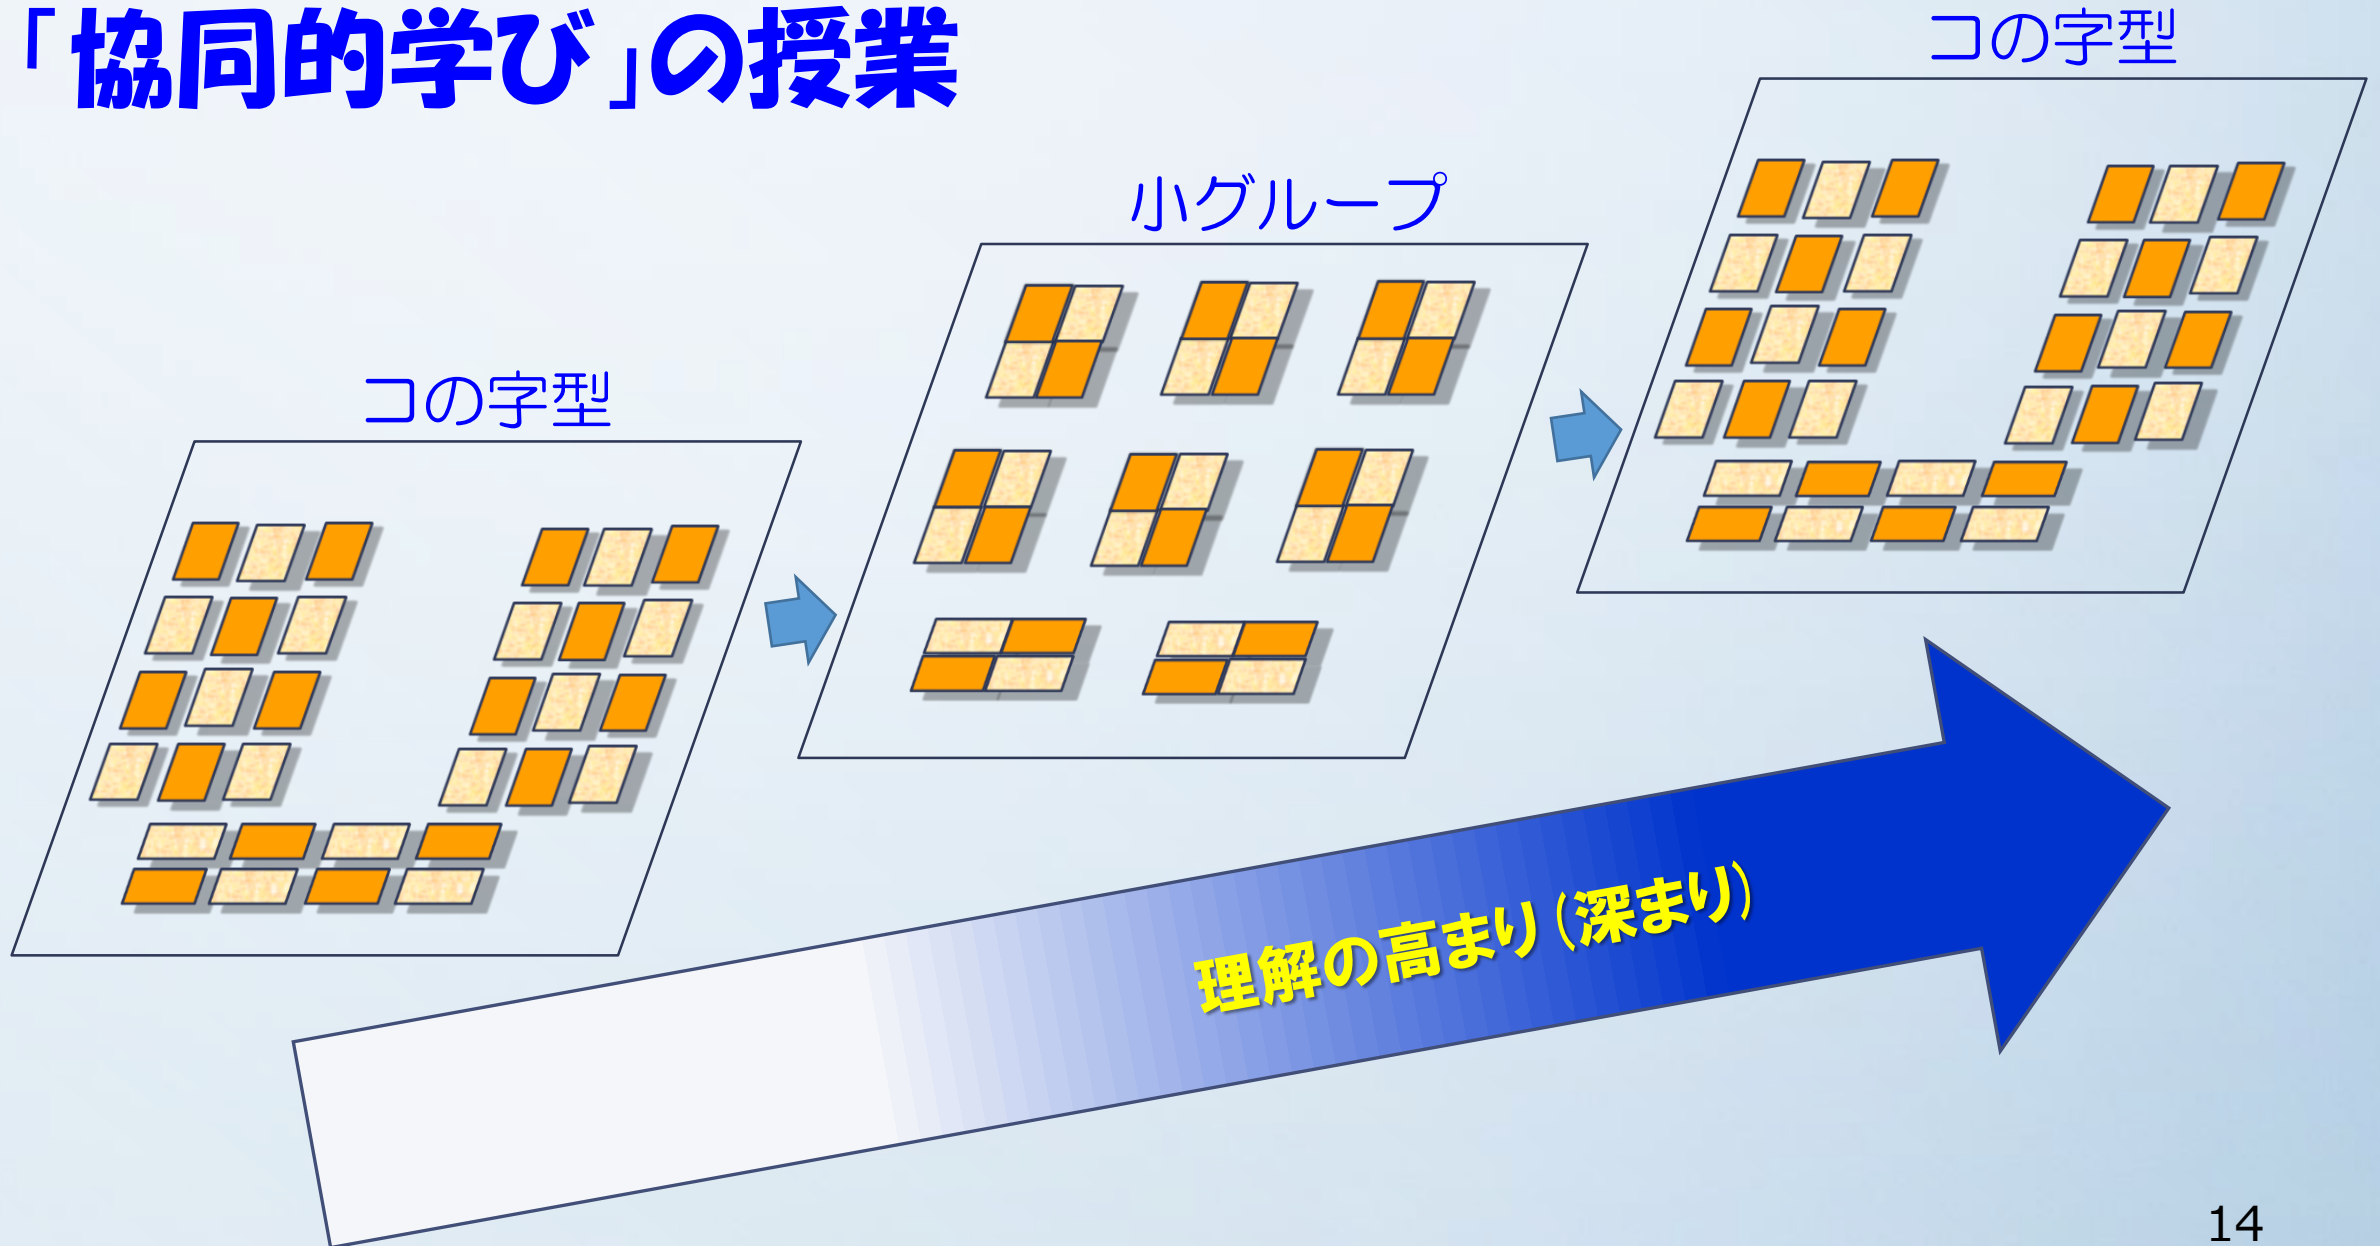 「協同的学び」の授業
コの字型
小グループ
コの字型
理解の高まり(深まり)
14